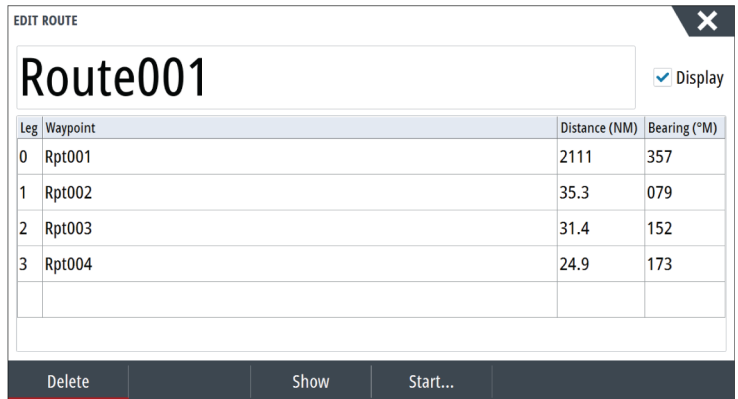 EDIT ROUTE
Route001
Display
Leg Waypoint Distance (NM) Bearing (°M)
0 Rpt001 2111 357
1 Rpt002 35.3 079
2 Rpt003 31.4 152
3 Rpt004 24.9 173
Delete Show Start...